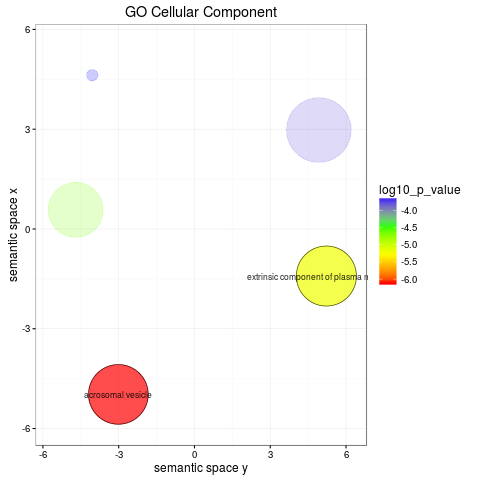 GO Cellular Component
6
3
0
-3
-6
semantic space x
extrinsic component of plasma
acrosomal vesicle
-6
-3
0
3
6
semantic space y
log10_p_value
-4.0
-4.5
-5.0
-5.5
-6.0